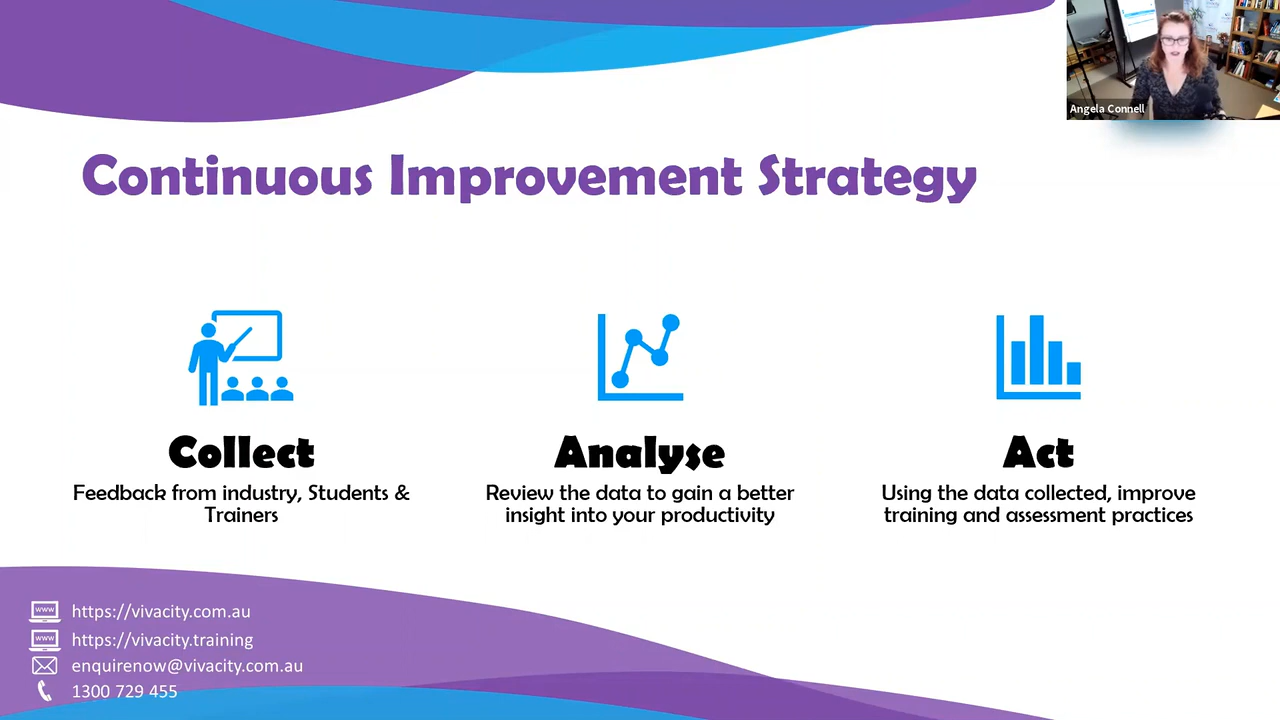 Angela Connell
Continuous Improvement Strategy
Collect
Feedback from industry, Students &
Trainers
Analyse
Review the data to gain a better
insight into your productivity
Act
Using the data collected, improve
training and assessment practices
www https://vivacity.com.au
www https://vivacity.training
enquirenow@vivacity.com.au
1300 729 455